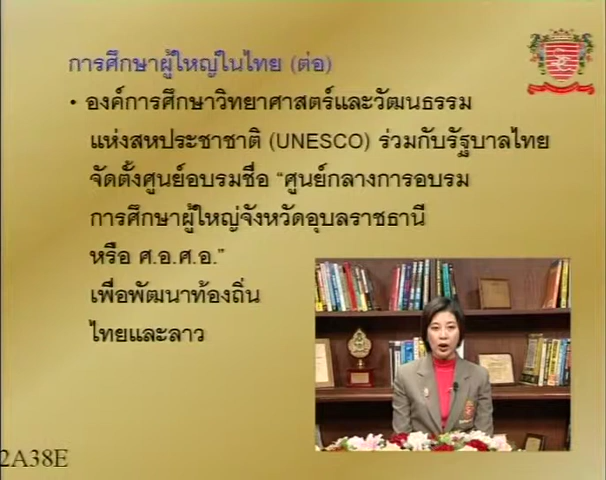 การศึกษาผู้ใหญ่ในไทย (ต่อ)
• องค์การศึกษาวิทยาศาสตร์และวัฒนธรรม
แห่งสหประชาชาติ (UNESCO) ร่วมกับรัฐบาลไทย
จัดตั้งศูนย์อบรมชื่อ “ศูนย์กลางการอบรม
การศึกษาผู้ใหญ่จังหวัดอุบลราชธานี
หรือ ศ.อ.ศ.อ.”
เพื่อพัฒนาท้องถิ่น
ไทยและลาว
2A38E